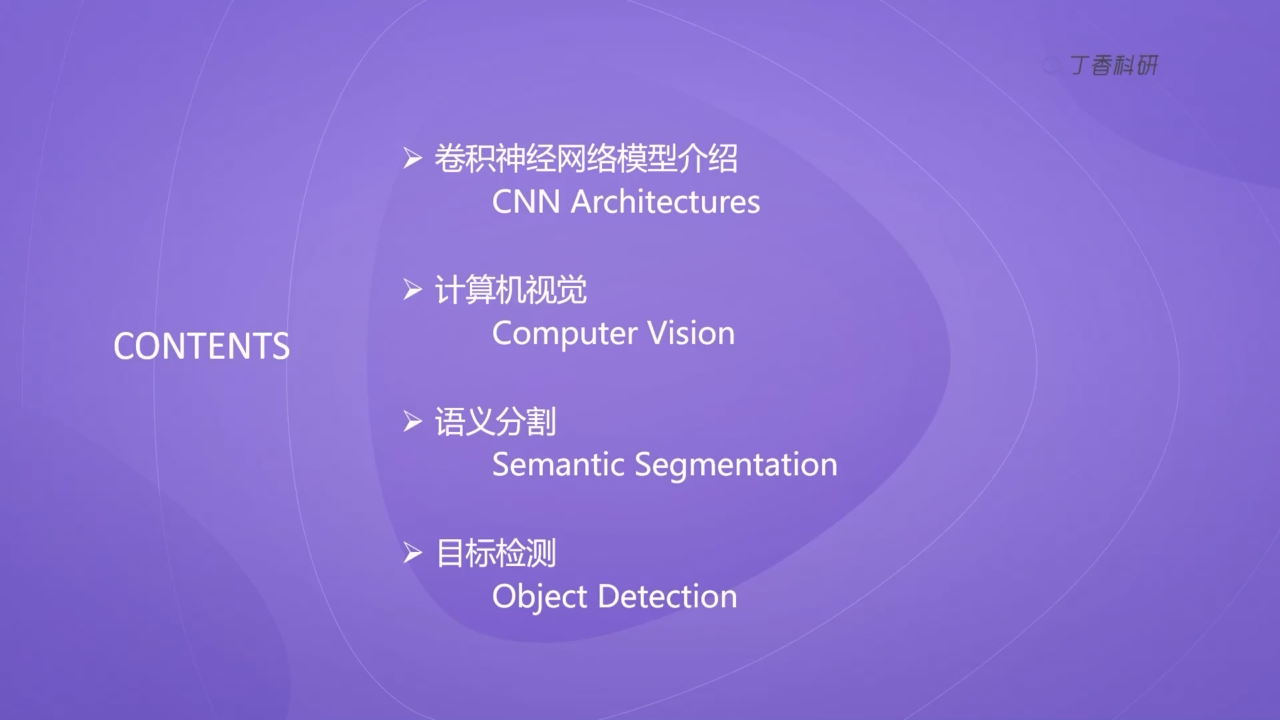 丁香科研
CONTENTS
卷积神经网络模型介绍
CNN Architectures
计算机视觉
Computer Vision
语义分割
Semantic Segmentation
目标检测
Object Detection